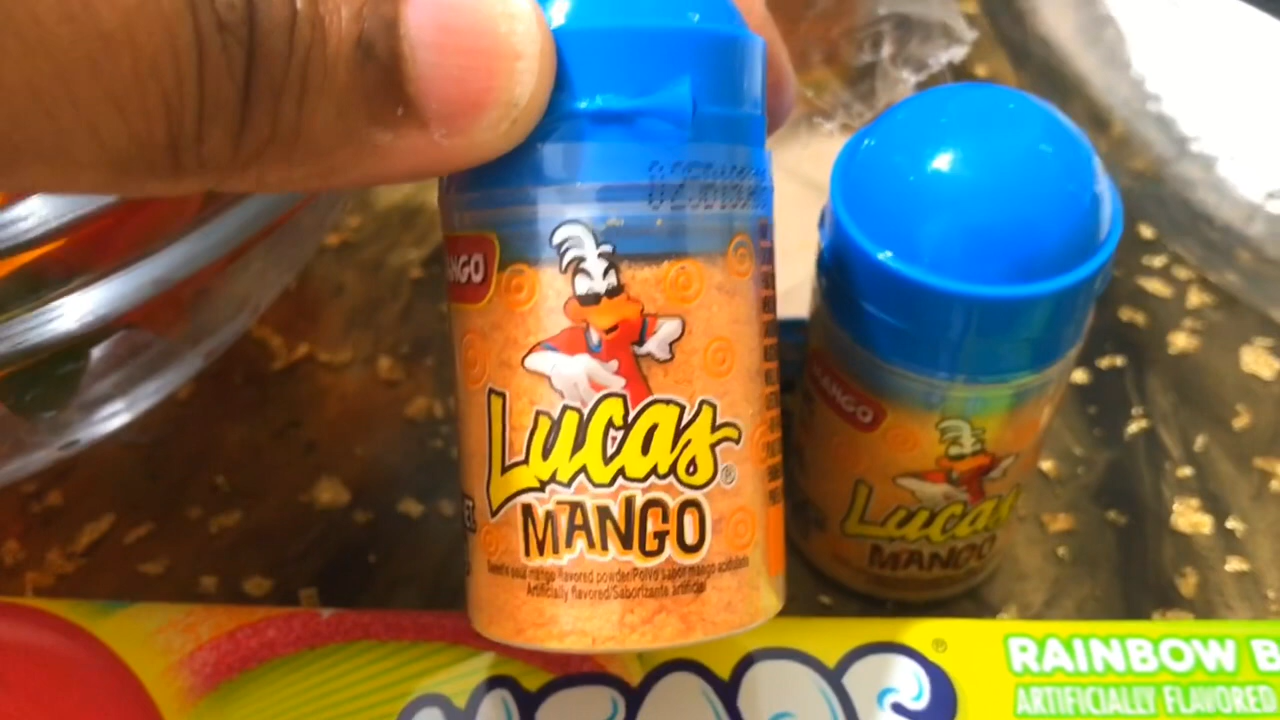 Lucas®
MANGO
Sweet n sour mango flavored powder/Polvo sabor mango acidulado
Artificially flavored/Saborizante artificial
MANGO
Lucas
MANGO
®
RAINBOW B
ARTIFICIALLY FLAVORED